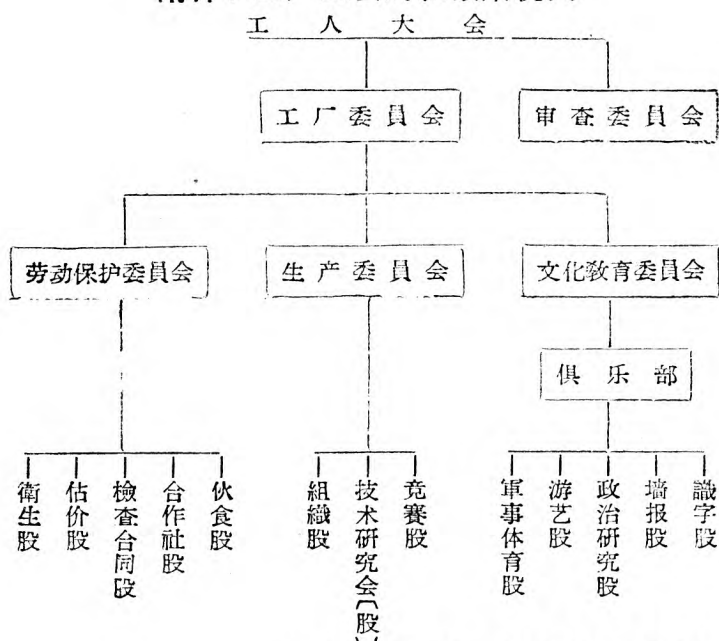 工人大会
工厂委員会
审查委員会
劳动保护委員会
生产委員会
文化教育委員会
俱乐部
衛生股
估价股
檢查合同股
合作社股
伙食股
組織股
技术研究会〔股〕
竞賽股
軍事体育股
游艺股
政治研究股
墙报股
識字股